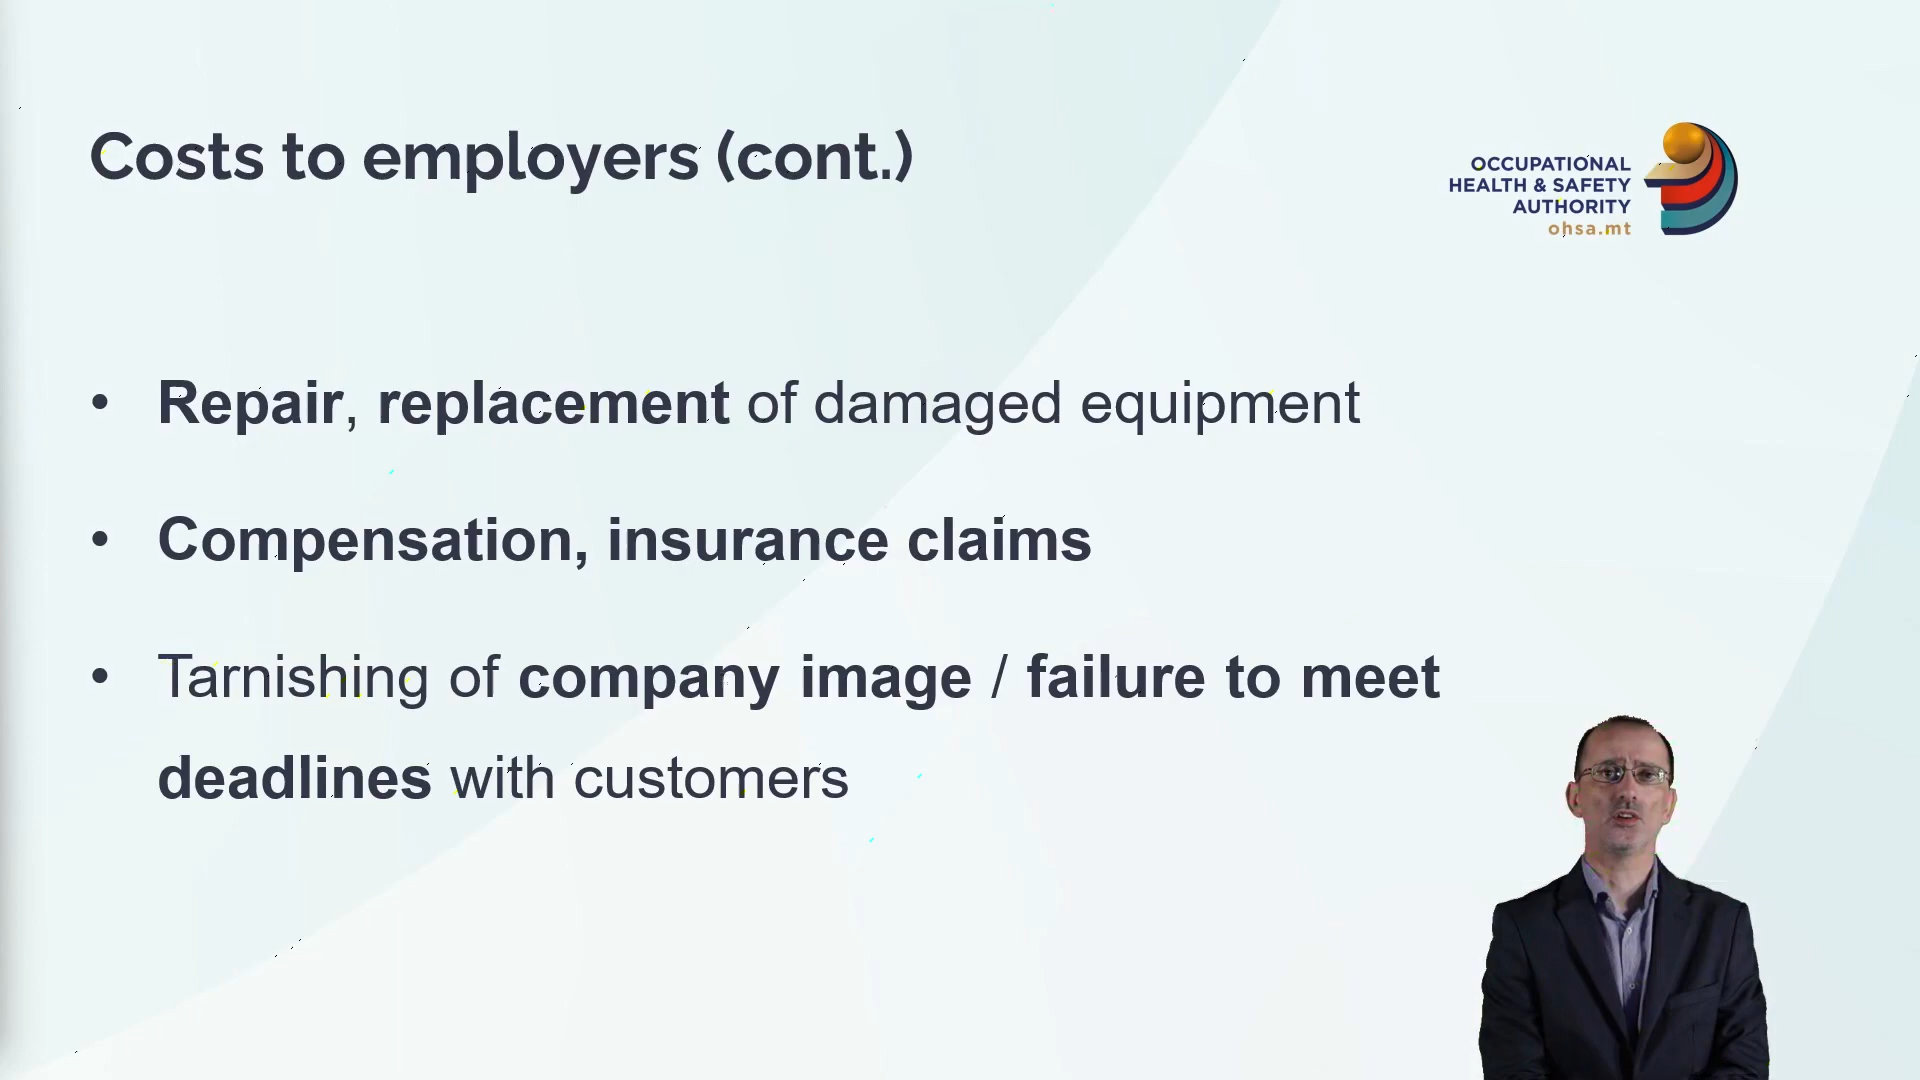 Costs to employers (cont.)
OCCUPATIONAL
HEALTH & SAFETY
AUTHORITY
ohsa.mt
• Repair, replacement of damaged equipment
• Compensation, insurance claims
• Tarnishing of company image / failure to meet
deadlines with customers